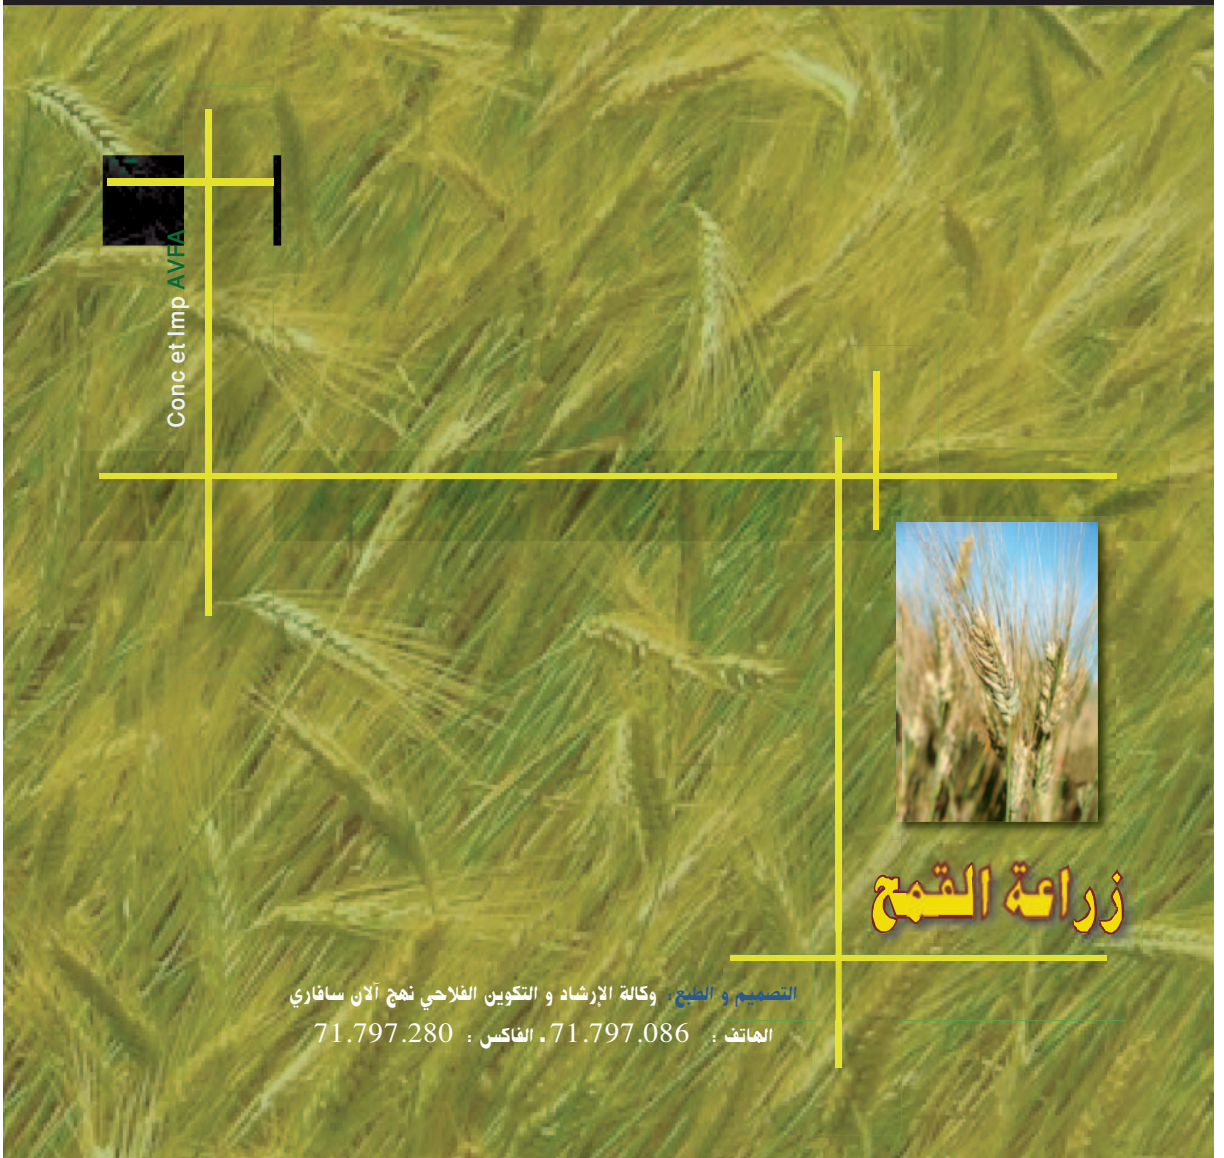 Conc et Imp AVFA
زراعة القمح
التصميم و الطبع: وكالة الإرشاد و التكوين الفلاحي نهج آلان سافاري
الهاتف : 71.797.086 . الفاكس : 71.797.280